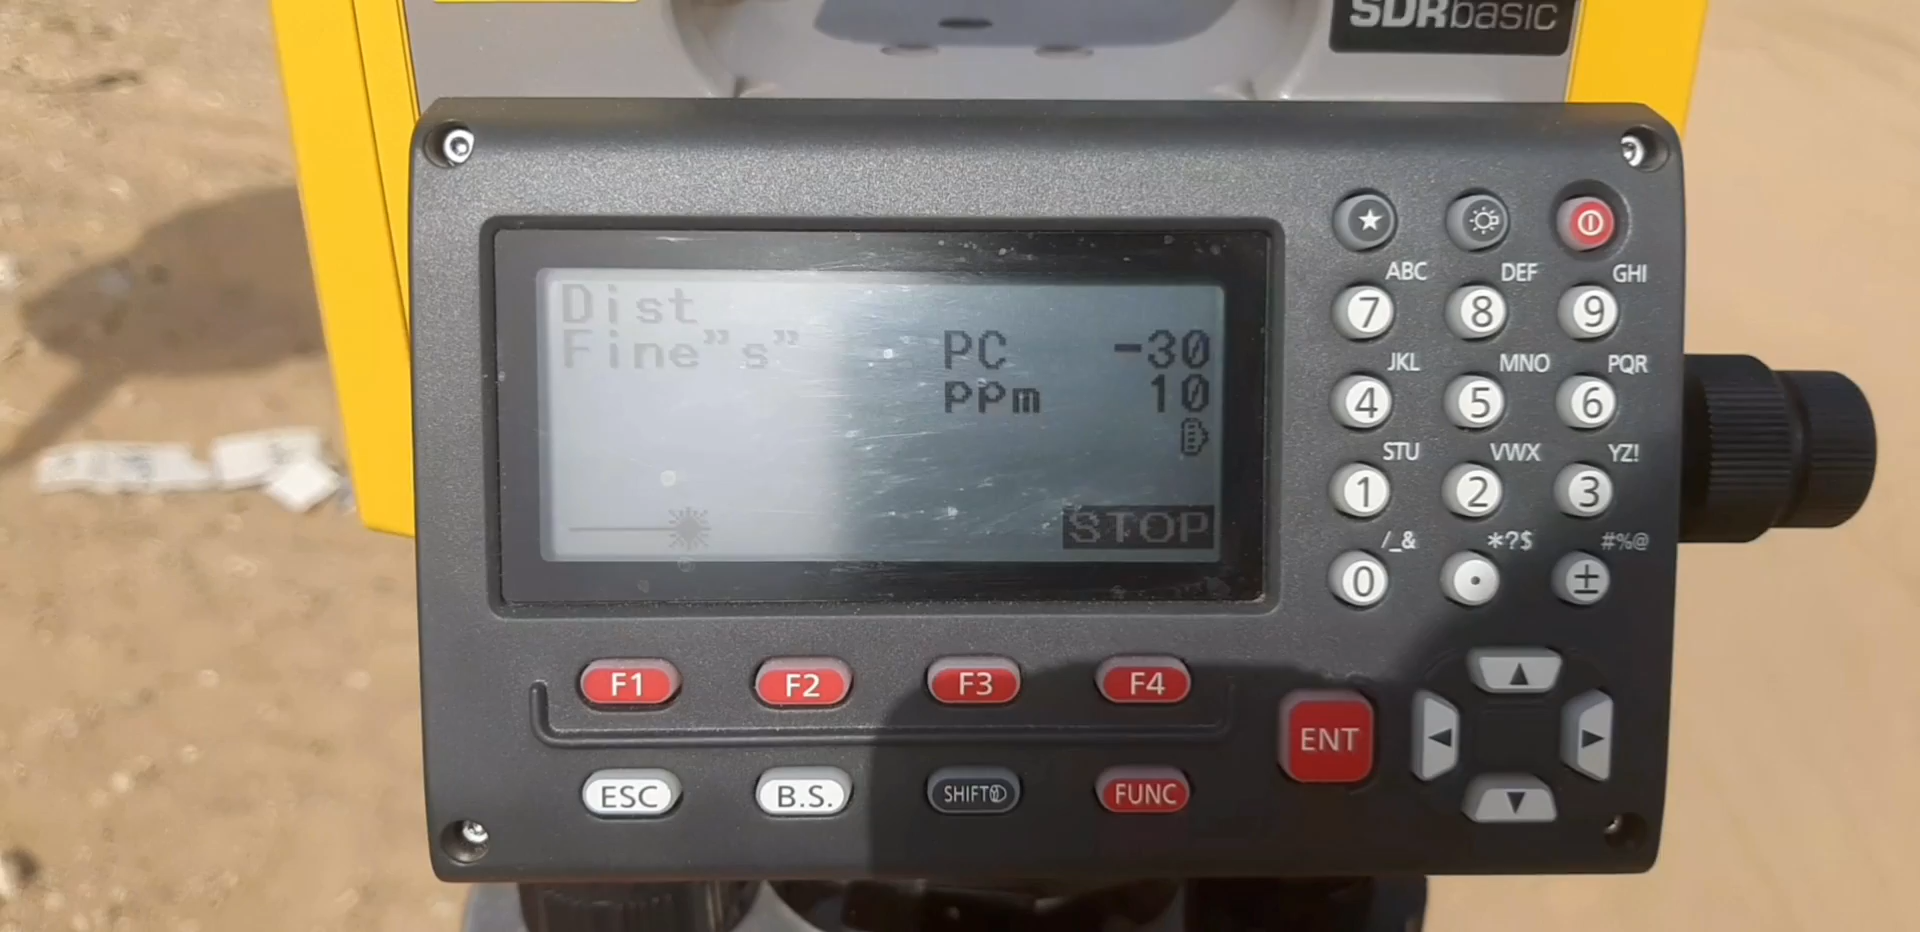 SDRbasic
Dist
Fine"s" PC -30
ppm 10
STOP
ABC DEF GHI
7 8 9
JKL MNO PQR
4 5 6
STU VWX YZ!
1 2 3
/_& *?$ #%@
0 . ±
F1 F2 F3 F4
ENT
ESC B.S. SHIFT FUNC